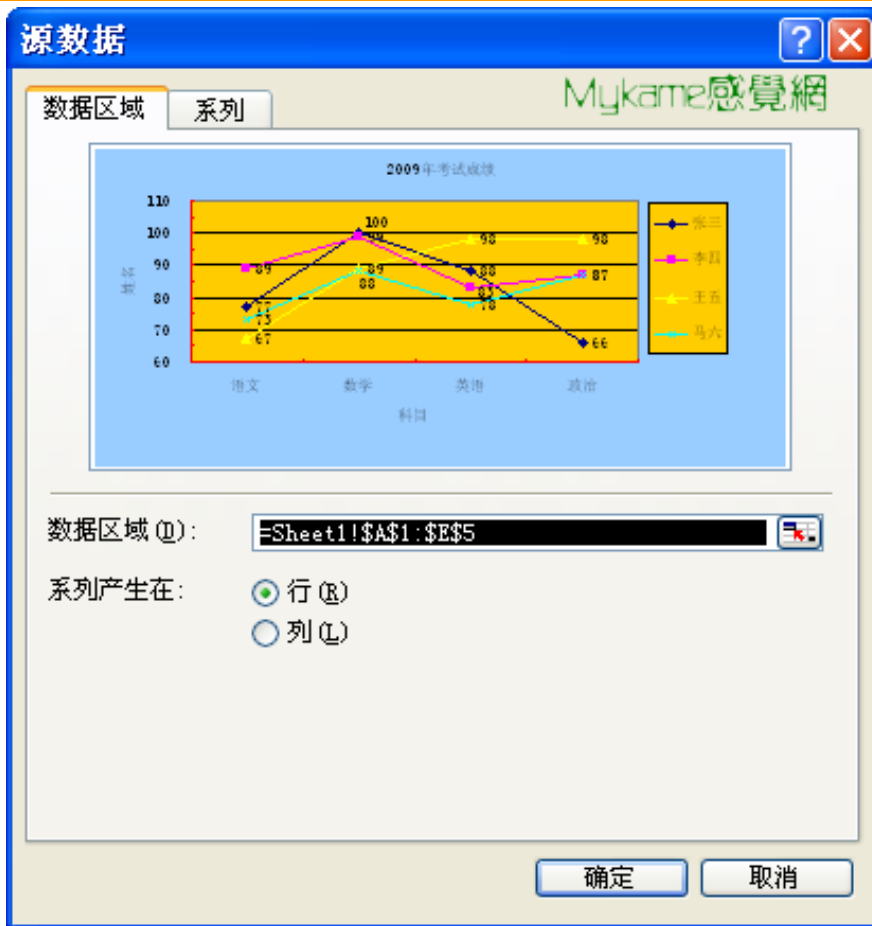 源数据
Mykame感覺網
数据区域 系列
2009年考试成绩
110
100
90
80
70
60
100
98
98
89
89
88
88
87
83
78
77
73
67
66
语文 数学 英语 政治
科目
张三
李四
王五
马六
数据区域(D):
=Sheet1!$A$1:$E$5
系列产生在:
行(R)
列(L)
确定 取消